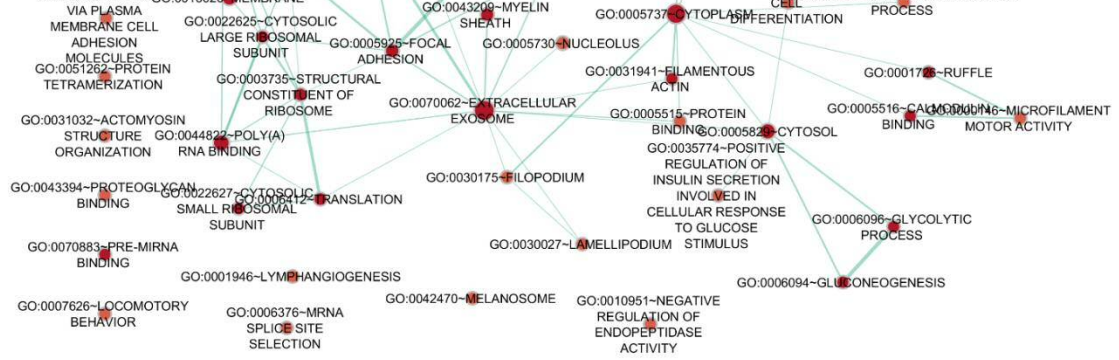 VIA PLASMA
MEMBRANE CELL
ADHESION
MOLECULES
GO:0051262~PROTEIN
TETRAMERIZATION
GO:0031032~ACTOMYOSIN
STRUCTURE
ORGANIZATION
GO:0043394~PROTEOGLYCAN
BINDING
GO:0070883~PRE-MIRNA
BINDING
GO:0007626~LOCOMOTORY
BEHAVIOR
GO:0022625~CYTOSOLIC
LARGE RIBOSOMAL
SUBUNIT
GO:0003735~STRUCTURAL
CONSTITUENT OF
RIBOSOME
GO:0044822~POLY(A)
RNA BINDING
GO:0022627~CYTOSOLIC
SMALL RIBOSOMAL
SUBUNIT
GO:0006412~TRANSLATION
GO:0001946~LYMPHANGIOGENESIS
GO:0006376~MRNA
SPLICE SITE
SELECTION
GO:0043209~MYELIN
SHEATH
GO:0005925~FOCAL
ADHESION
GO:0005730~NUCLEOLUS
GO:0070062~EXTRACELLULAR
EXOSOME
GO:0030175~FILOPODIUM
GO:0030027~LAMELLIPODIUM
GO:0042470~MELANOSOME
GO:0005737~CYTOPLASM
CELL
DIFFERENTIATION
PROCESS
GO:0031941~FILAMENTOUS
ACTIN
GO:0001726~RUFFLE
GO:0005515~PROTEIN
BINDING
GO:0005829~CYTOSOL
GO:0005516~CALMODULIN
BINDING
GO:0000146~MICROFILAMENT
MOTOR ACTIVITY
GO:0035774~POSITIVE
REGULATION OF
INSULIN SECRETION
INVOLVED IN
CELLULAR RESPONSE
TO GLUCOSE
STIMULUS
GO:0006096~GLYCOLYTIC
PROCESS
GO:0006094~GLUCONEOGENESIS
GO:0010951~NEGATIVE
REGULATION OF
ENDOPEPTIDASE
ACTIVITY